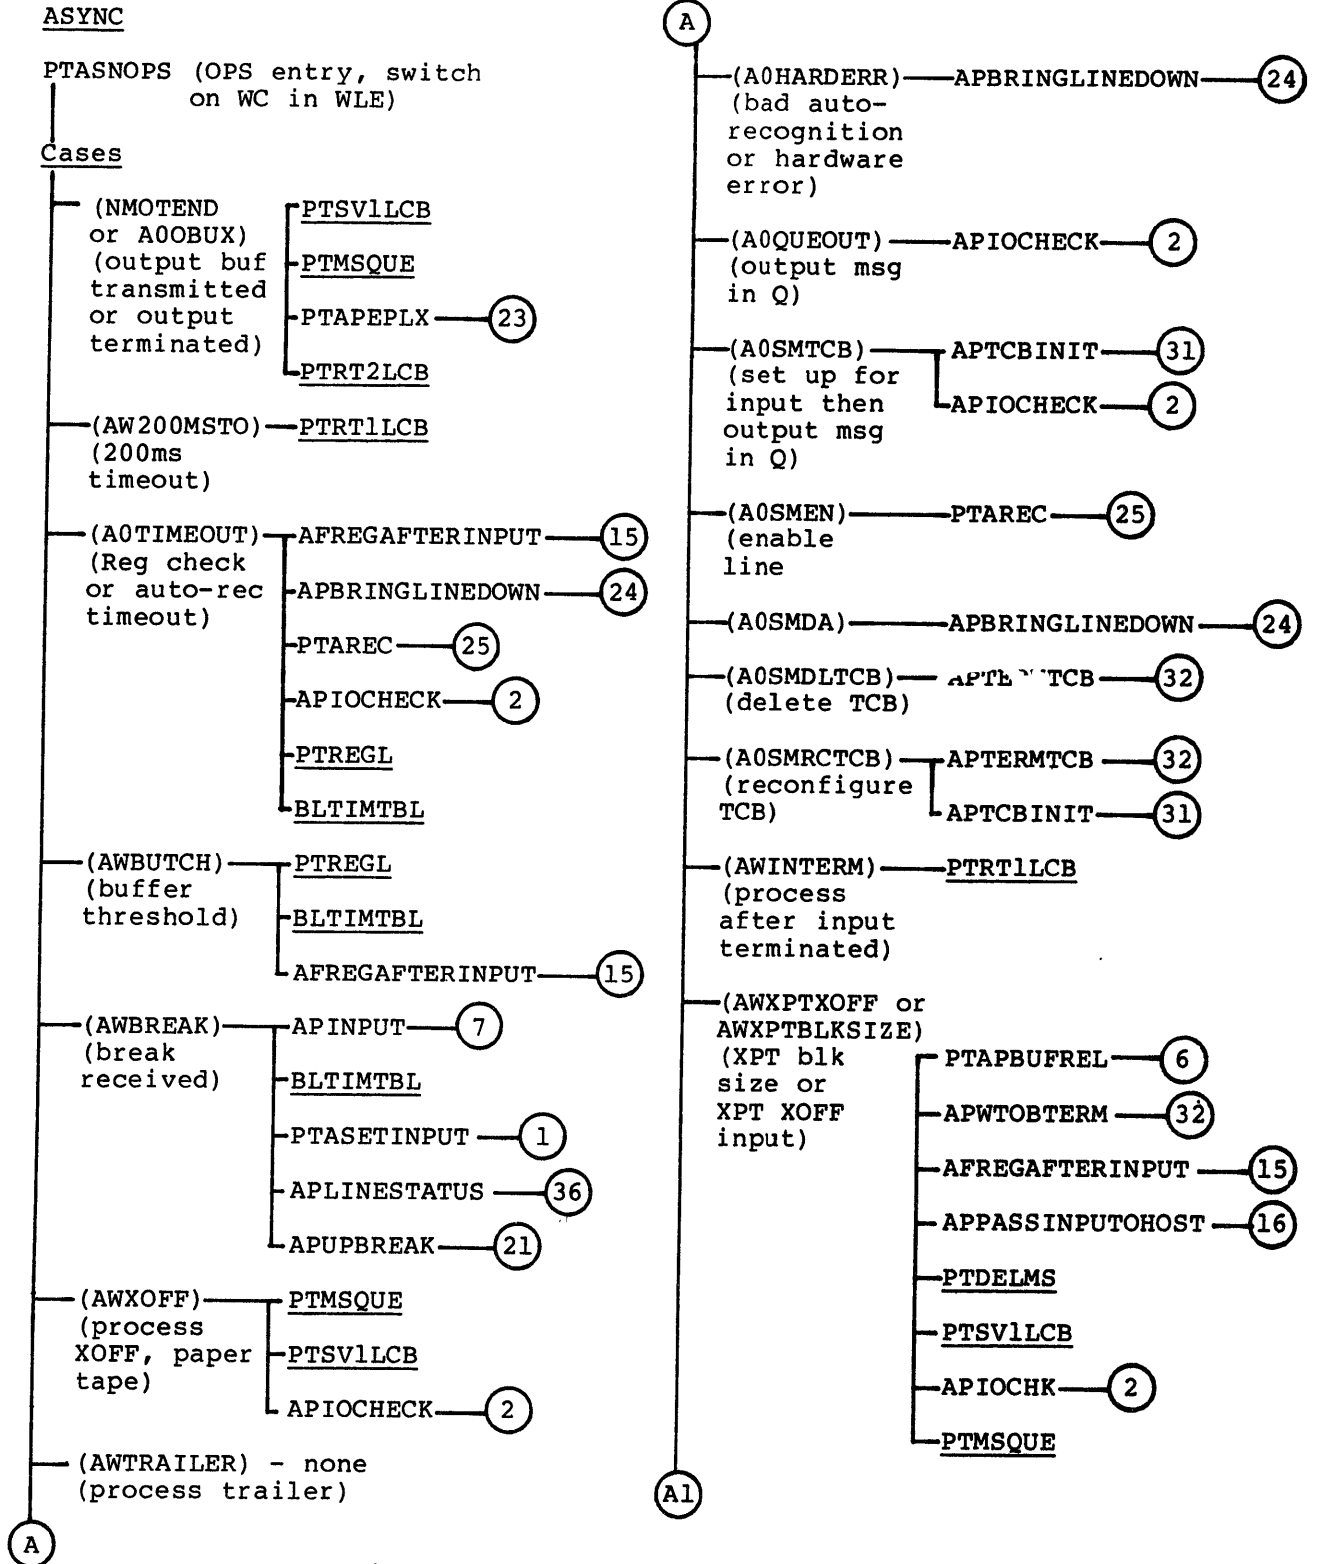 ASYNC
PTASNOPS (OPS entry, switch
on WC in WLE)
Cases
(NMOTEND
or A0OBUX)
(output buf
transmitted
or output
terminated)
PTSV1LCB
PTMSQUE
PTAPEPLX 23
PTRT2LCB
(AW200MSTO) PTRT1LCB
(200ms
timeout)
(A0TIMEOUT) AFREGAFTERINPUT 15
(Reg check
or auto-rec
timeout)
APBRINGLINEDOWN 24
PTAREC 25
APIOCHECK 2
PTREGL
BLTIMTBL
(AWBUTCH) PTREGL
(buffer
threshold)
BLTIMTBL
AFREGAFTERINPUT 15
(AWBREAK) APINPUT 7
(break
received)
BLTIMTBL
PTASETINPUT 1
APLINESTATUS 36
APUPBREAK 21
(AWXOFF) PTMSQUE
(process
XOFF, paper
tape)
PTSV1LCB
APIOCHECK 2
(AWTRAILER) - none
(process trailer)
A
A
(A0HARDERR) APBRINGLINEDOWN 24
(bad auto-
recognition
or hardware
error)
(A0QUEOUT) APIOCHECK 2
(output msg
in Q)
(A0SMTCB) APTCBINIT 31
(set up for
input then
output msg
in Q)
APIOCHECK 2
(A0SMEN) PTAREC 25
(enable
line
(A0SMDA) APBRINGLINEDOWN 24
(A0SMDLTCB) 32
(delete TCB)
(A0SMRCTCB) APTERMTCB 32
(reconfigure
TCB)
APTCBINIT 31
(AWINTERM) PTRT1LCB
(process
after input
terminated)
(AWXPTXOFF or
AWXPTBLKSIZE)
(XPT blk
size or
XPT XOFF
input)
PTAPBUFREL 6
APWTOBTERM 32
AFREGAFTERINPUT 15
APPASSINPUTOHOST 16
PTDELMS
PTSV1LCB
APIOCHK 2
PTMSQUE
A1